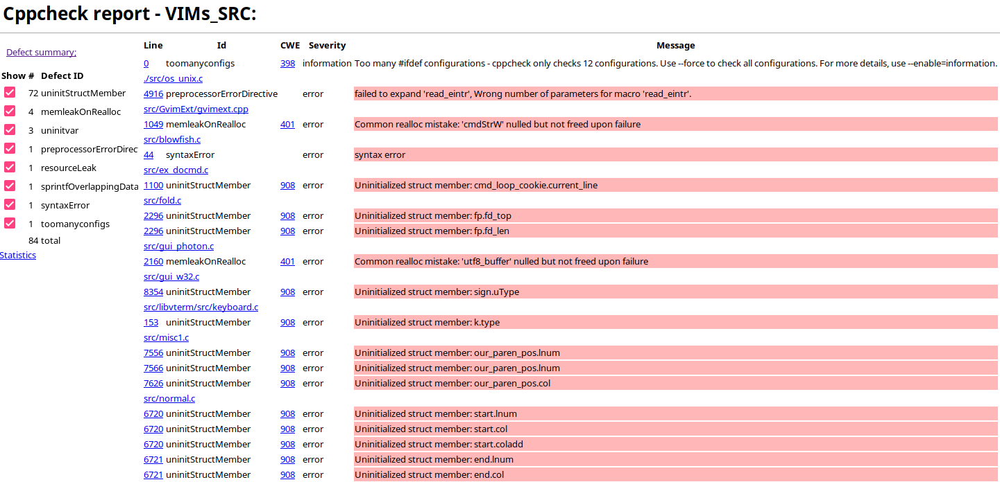 Cppcheck report - VIMs_SRC:
Defect summary;
Show # Defect ID
72 uninitStructMember
4 memleakOnRealloc
3 uninitvar
1 preprocessorErrorDirec
1 resourceLeak
1 sprintfOverlappingData
1 syntaxError
1 toomanyconfigs
84 total
Statistics
Line Id CWE Severity Message
0 toomanyconfigs 398 information Too many #ifdef configurations - cppcheck only checks 12 configurations. Use --force to check all configurations. For more details, use --enable=information.
./src/os_unix.c
4916 preprocessorErrorDirective error failed to expand 'read_eintr', Wrong number of parameters for macro 'read_eintr'.
src/GvimExt/gvimext.cpp
1049 memleakOnRealloc 401 error Common realloc mistake: 'cmdStrW' nulled but not freed upon failure
src/blowfish.c
44 syntaxError error syntax error
src/ex_docmd.c
1100 uninitStructMember 908 error Uninitialized struct member: cmd_loop_cookie.current_line
src/fold.c
2296 uninitStructMember 908 error Uninitialized struct member: fp.fd_top
2296 uninitStructMember 908 error Uninitialized struct member: fp.fd_len
src/gui_photon.c
2160 memleakOnRealloc 401 error Common realloc mistake: 'utf8_buffer' nulled but not freed upon failure
src/gui_w32.c
8354 uninitStructMember 908 error Uninitialized struct member: sign.uType
src/libvterm/src/keyboard.c
153 uninitStructMember 908 error Uninitialized struct member: k.type
src/misc1.c
7556 uninitStructMember 908 error Uninitialized struct member: our_paren_pos.lnum
7566 uninitStructMember 908 error Uninitialized struct member: our_paren_pos.lnum
7626 uninitStructMember 908 error Uninitialized struct member: our_paren_pos.col
src/normal.c
6720 uninitStructMember 908 error Uninitialized struct member: start.lnum
6720 uninitStructMember 908 error Uninitialized struct member: start.col
6720 uninitStructMember 908 error Uninitialized struct member: start.coladd
6721 uninitStructMember 908 error Uninitialized struct member: end.lnum
6721 uninitStructMember 908 error Uninitialized struct member: end.col